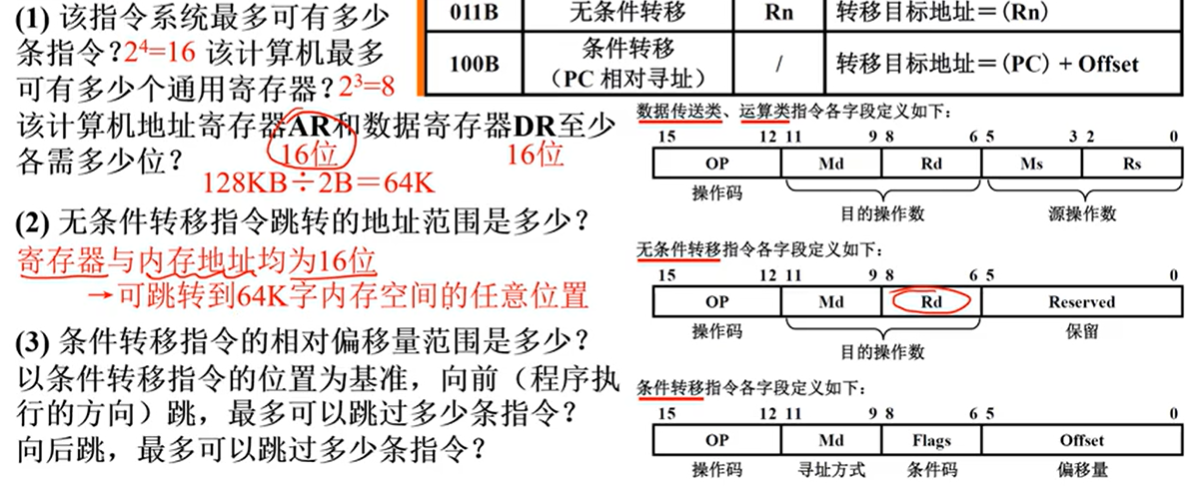 (1) 该指令系统最多可有多少
条指令？2⁴=16 该计算机最多
可有多少个通用寄存器？2³=8
该计算机地址寄存器AR和数据寄存器DR至少
各需多少位？ 16位 16位
128KB÷2B＝64K
(2) 无条件转移指令跳转的地址范围是多少？
寄存器与内存地址均为16位
→可跳转到64K字内存空间的任意位置
(3) 条件转移指令的相对偏移量范围是多少？
以条件转移指令的位置为基准，向前（程序执
行的方向）跳，最多可以跳过多少条指令？
向后跳，最多可以跳过多少条指令？
011B 无条件转移 Rn 转移目标地址＝(Rn)
100B 条件转移 / 转移目标地址＝(PC) + Offset
（PC 相对寻址）
数据传送类、运算类指令各字段定义如下：
15 12 11 9 8 6 5 3 2 0
OP Md Rd Ms Rs
操作码 目的操作数 源操作数
无条件转移指令各字段定义如下：
15 12 11 9 8 6 5 0
OP Md Rd Reserved
操作码 目的操作数 保留
条件转移指令各字段定义如下：
15 12 11 9 8 6 5 0
OP Md Flags Offset
操作码 寻址方式 条件码 偏移量